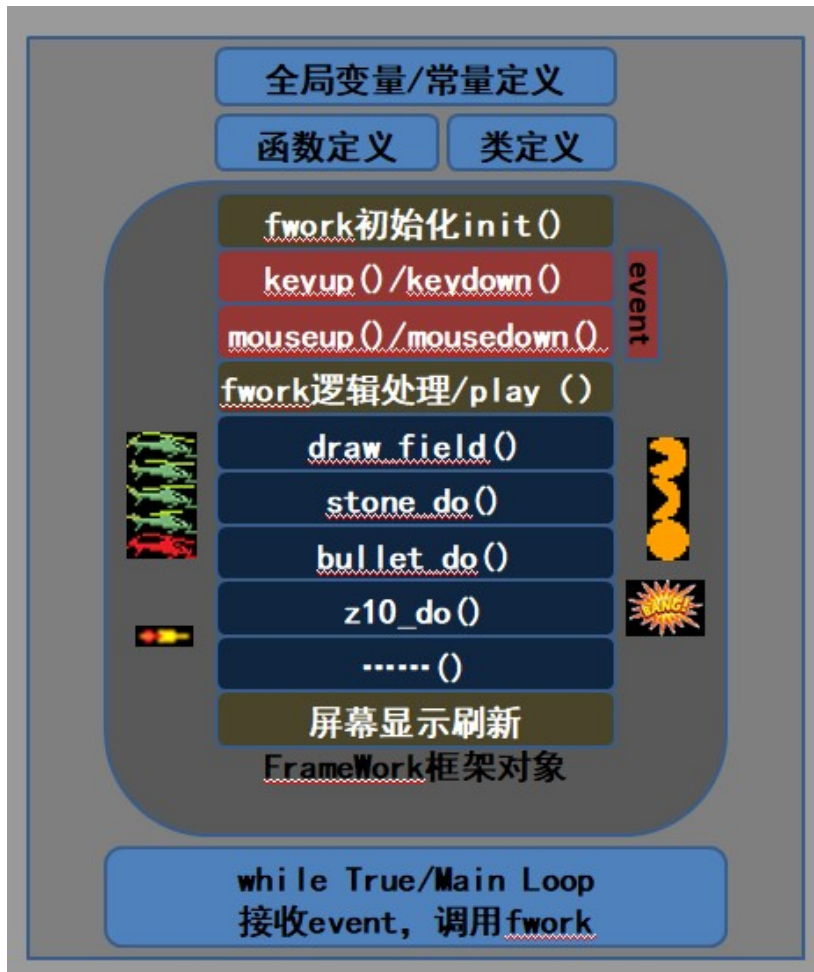 全局变量/常量定义
函数定义 类定义
fwork初始化init()
keyup()/keydown()
event
mouseup()/mousedown()
fwork逻辑处理/play ()
draw_field()
stone_do()
bullet_do()
z10_do()
BANG!
……()
屏幕显示刷新
FrameWork框架对象
while True/Main Loop
接收event, 调用fwork